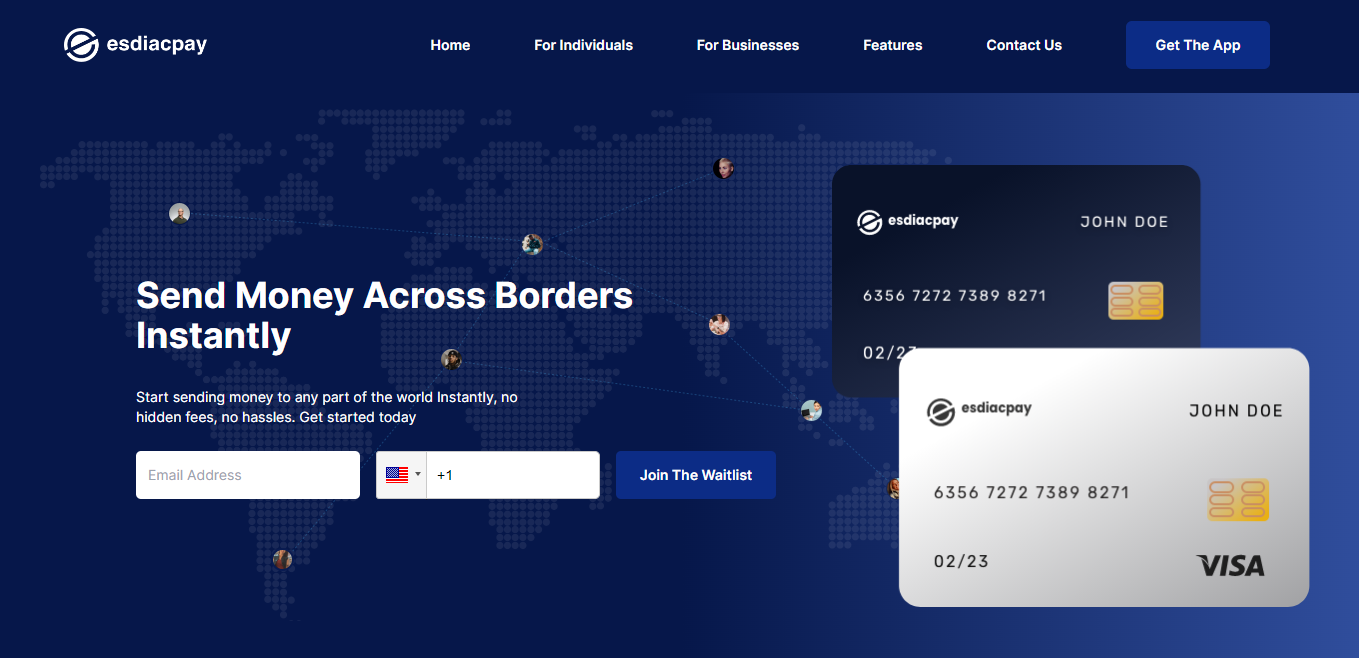 esdiacpay
Home
For Individuals
For Businesses
Features
Contact Us
Get The App
Send Money Across Borders
Instantly
Start sending money to any part of the world Instantly, no
hidden fees, no hassles. Get started today
Email Address
+1
Join The Waitlist
esdiacpay
JOHN DOE
6356 7272 7389 8271
02/23
esdiacpay
JOHN DOE
6356 7272 7389 8271
02/23
VISA